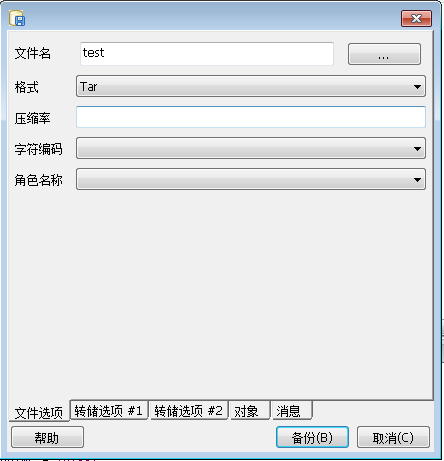 文件名 test ...
格式 Tar
压缩率
字符编码
角色名称
文件选项 转储选项 #1 转储选项 #2 对象 消息
帮助 备份(B) 取消(C)